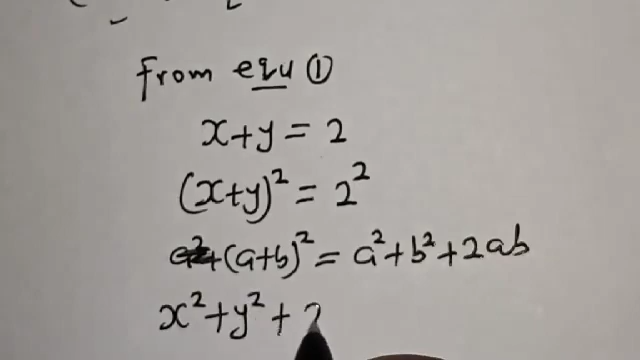 from equ ①
x+y = 2
(x+y)² = 2²
(a+b)² = a²+b²+2ab
x²+y²+